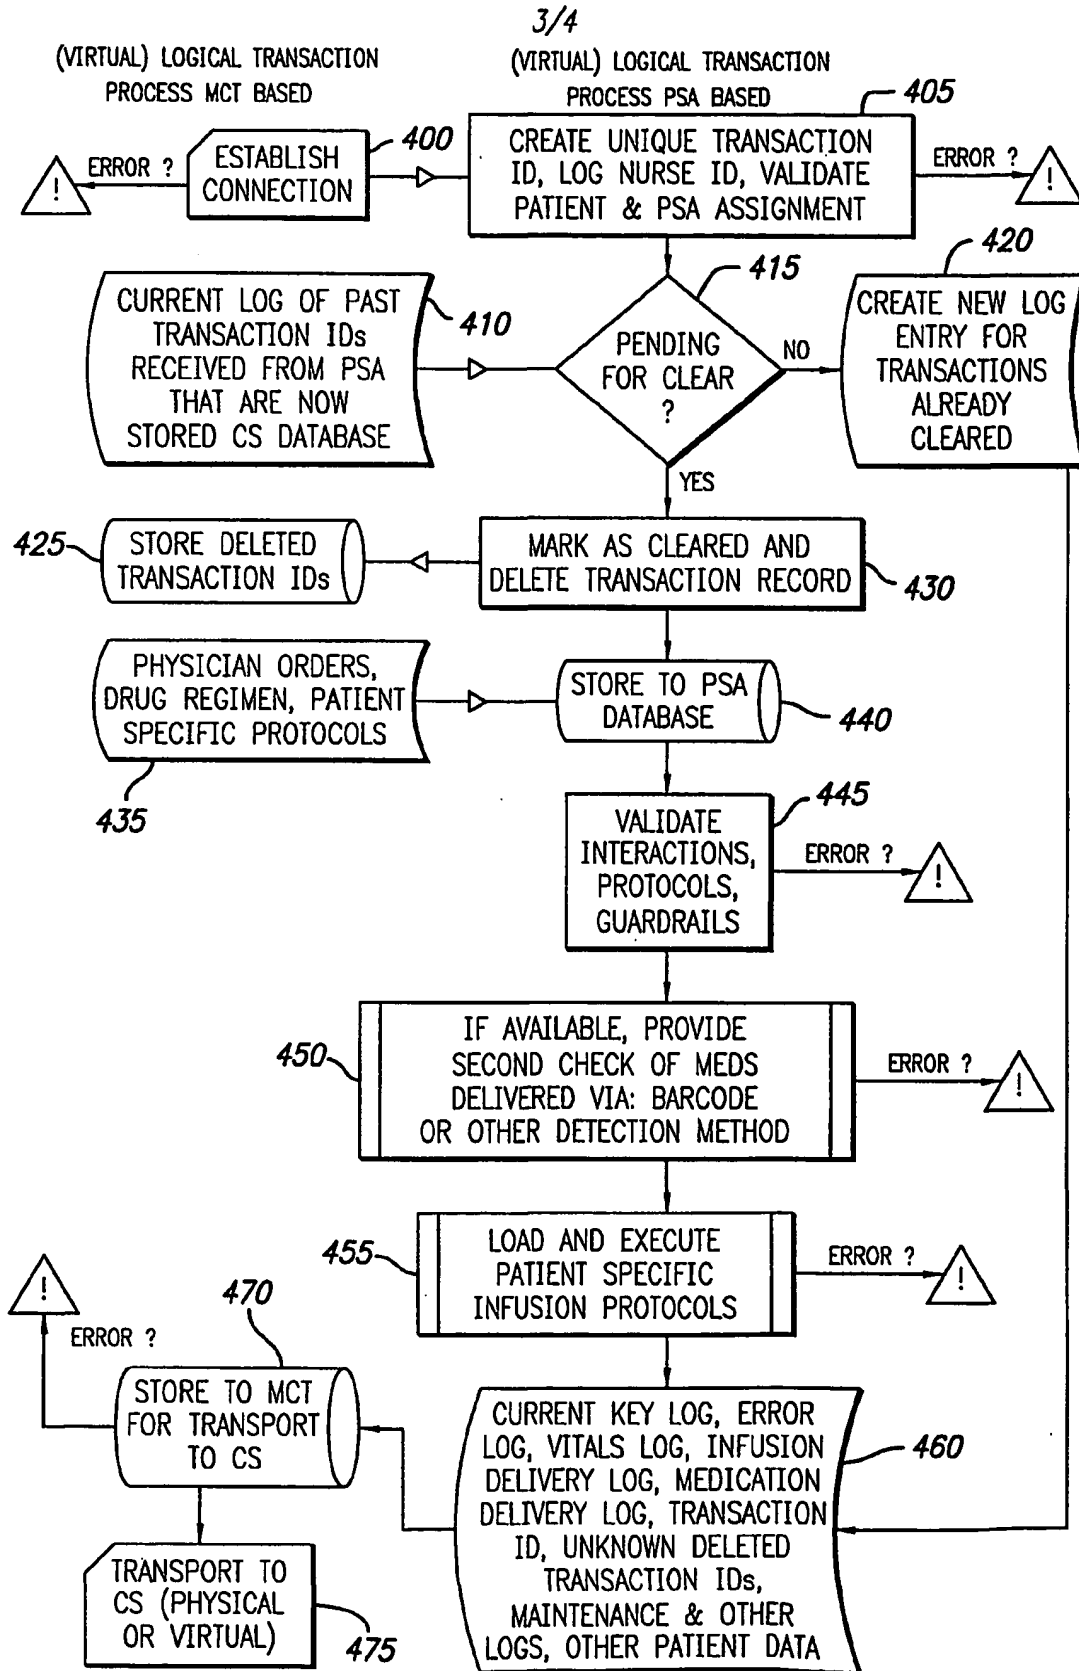 3/4
(VIRTUAL) LOGICAL TRANSACTION
PROCESS MCT BASED
(VIRTUAL) LOGICAL TRANSACTION
PROCESS PSA BASED
405
400
ERROR ?
!
ESTABLISH
CONNECTION
CREATE UNIQUE TRANSACTION
ID, LOG NURSE ID, VALIDATE
PATIENT & PSA ASSIGNMENT
ERROR ?
!
415
420
CURRENT LOG OF PAST
TRANSACTION IDs
RECEIVED FROM PSA
THAT ARE NOW
STORED CS DATABASE
410
PENDING
FOR CLEAR
?
NO
CREATE NEW LOG
ENTRY FOR
TRANSACTIONS
ALREADY
CLEARED
YES
425
STORE DELETED
TRANSACTION IDs
MARK AS CLEARED AND
DELETE TRANSACTION RECORD
430
PHYSICIAN ORDERS,
DRUG REGIMEN, PATIENT
SPECIFIC PROTOCOLS
435
STORE TO PSA
DATABASE
440
445
VALIDATE
INTERACTIONS,
PROTOCOLS,
GUARDRAILS
ERROR ?
!
450
IF AVAILABLE, PROVIDE
SECOND CHECK OF MEDS
DELIVERED VIA: BARCODE
OR OTHER DETECTION METHOD
ERROR ?
!
455
LOAD AND EXECUTE
PATIENT SPECIFIC
INFUSION PROTOCOLS
ERROR ?
!
!
ERROR ?
470
STORE TO MCT
FOR TRANSPORT
TO CS
CURRENT KEY LOG, ERROR
LOG, VITALS LOG, INFUSION
DELIVERY LOG, MEDICATION
DELIVERY LOG, TRANSACTION
ID, UNKNOWN DELETED
TRANSACTION IDs,
MAINTENANCE & OTHER
LOGS, OTHER PATIENT DATA
460
TRANSPORT TO
CS (PHYSICAL
OR VIRTUAL)
475